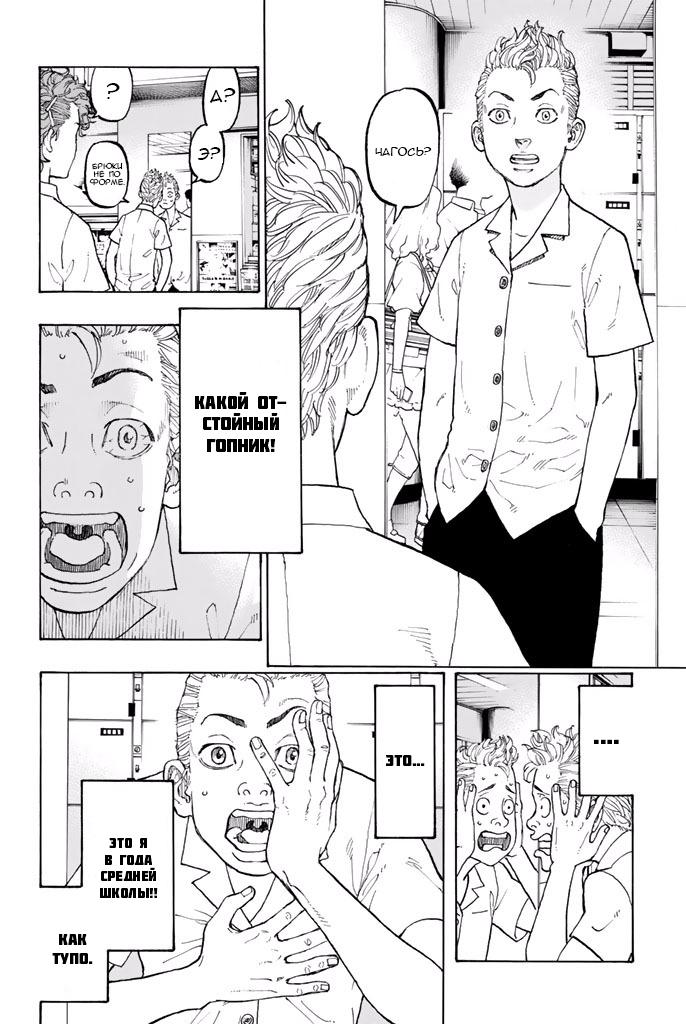 ЧАГОСЬ?
А?
?
Э?
БРЮКИ
НЕ ПО
ФОРМЕ.
КАКОЙ ОТ-
СТОЙНЫЙ
ГОПНИК!
....
ЭТО...
ЭТО Я
В ГОДА
СРЕДНЕЙ
ШКОЛЫ!!
КАК
ТУПО.